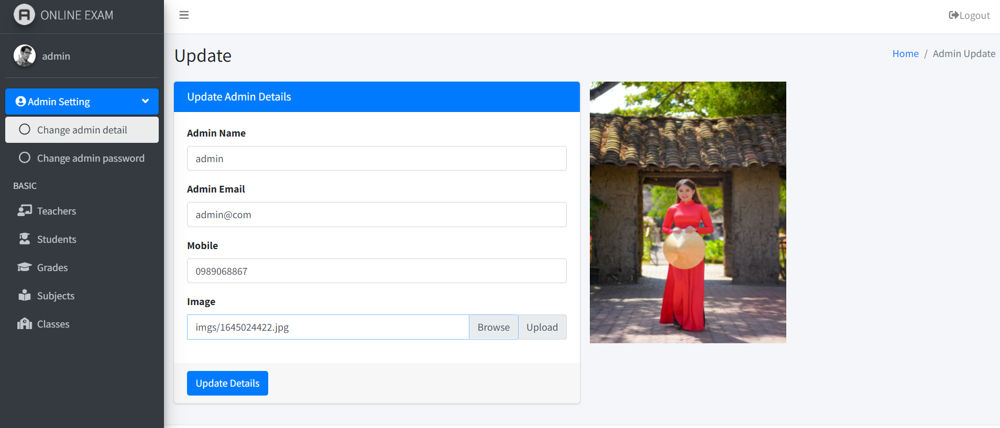 ONLINE EXAM
Logout
admin
Update
Home / Admin Update
Admin Setting
Change admin detail
Change admin password
BASIC
Teachers
Students
Grades
Subjects
Classes
Update Admin Details
Admin Name
admin
Admin Email
admin@com
Mobile
0989068867
Image
imgs/1645024422.jpg Browse Upload
Update Details